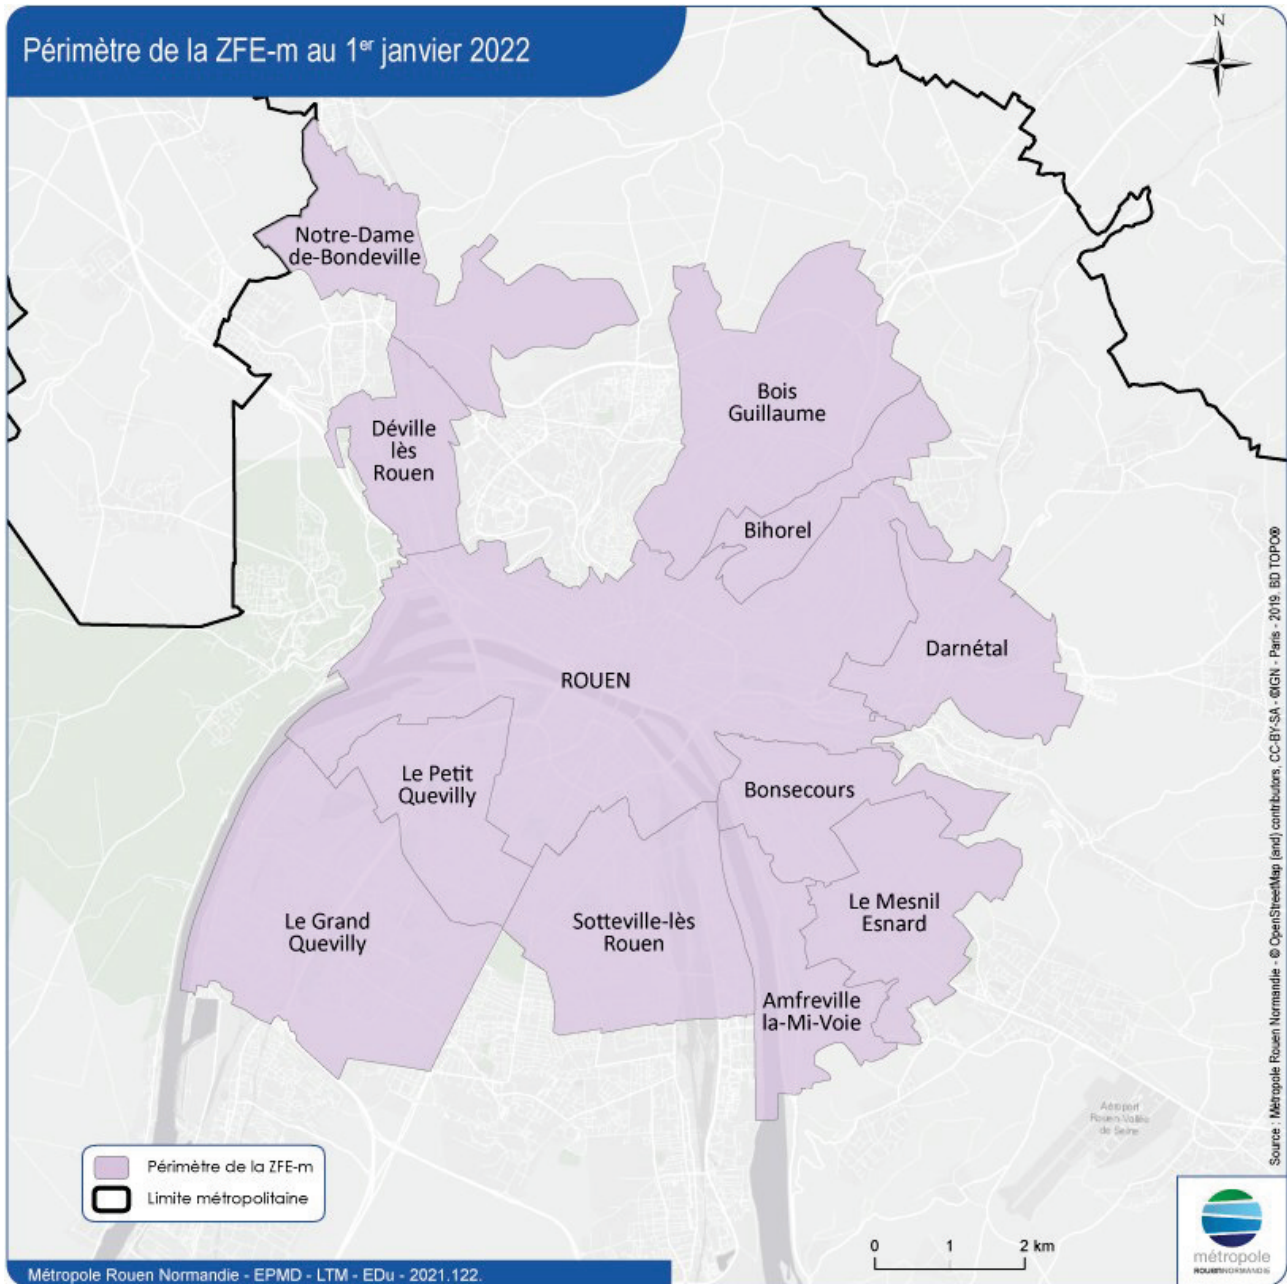 Périmètre de la ZFE-m au 1er janvier 2022
N
Notre-Dame
de-Bondeville
Bois
Guillaume
Déville
lès
Rouen
Bihorel
Darnétal
ROUEN
Le Petit
Quevilly
Bonsecours
Le Mesnil
Esnard
Le Grand
Quevilly
Sotteville-lès
Rouen
Amfreville
la-Mi-Voie
Aéroport
Rouen-Vallée
de Seine
Périmètre de la ZFE-m
Limite métropolitaine
0 1 2 km
métropole
ROUENNORMANDIE
Métropole Rouen Normandie - EPMD - LTM - EDu - 2021.122.
Source : Métropole Rouen Normandie - © OpenStreetMap (and) contributors, CC-BY-SA - ©IGN - Paris - 2019. BD TOPO®